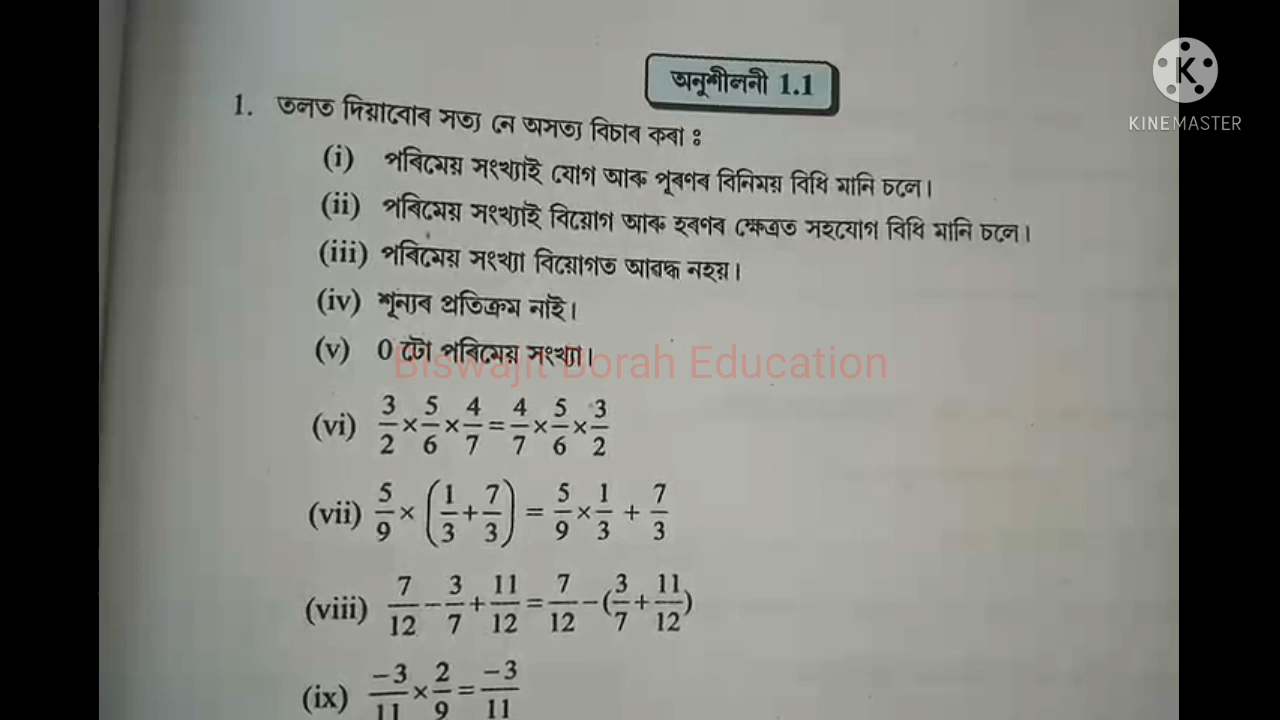 অনুশীলনী 1.1
KINEMASTER
1. তলত দিয়াবোৰ সত্য নে অসত্য বিচাৰ কৰা :
(i) পৰিমেয় সংখ্যাই যোগ আৰু পূৰণৰ বিনিময় বিধি মানি চলে।
(ii) পৰিমেয় সংখ্যাই বিয়োগ আৰু হৰণৰ ক্ষেত্ৰত সহযোগ বিধি মানি চলে।
(iii) পৰিমেয় সংখ্যা বিয়োগত আৱদ্ধ নহয়।
(iv) শূন্যৰ প্ৰতিক্ৰম নাই।
(v) 0 টো পৰিমেয় সংখ্যা।
Biswajit Borah Education
(vi) 3/2 × 5/6 × 4/7 = 4/7 × 5/6 × 3/2
(vii) 5/9 × (1/3 + 7/3) = 5/9 × 1/3 + 7/3
(viii) 7/12 − 3/7 + 11/12 = 7/12 − (3/7 + 11/12)
(ix) −3/11 × 2/9 = −3/11